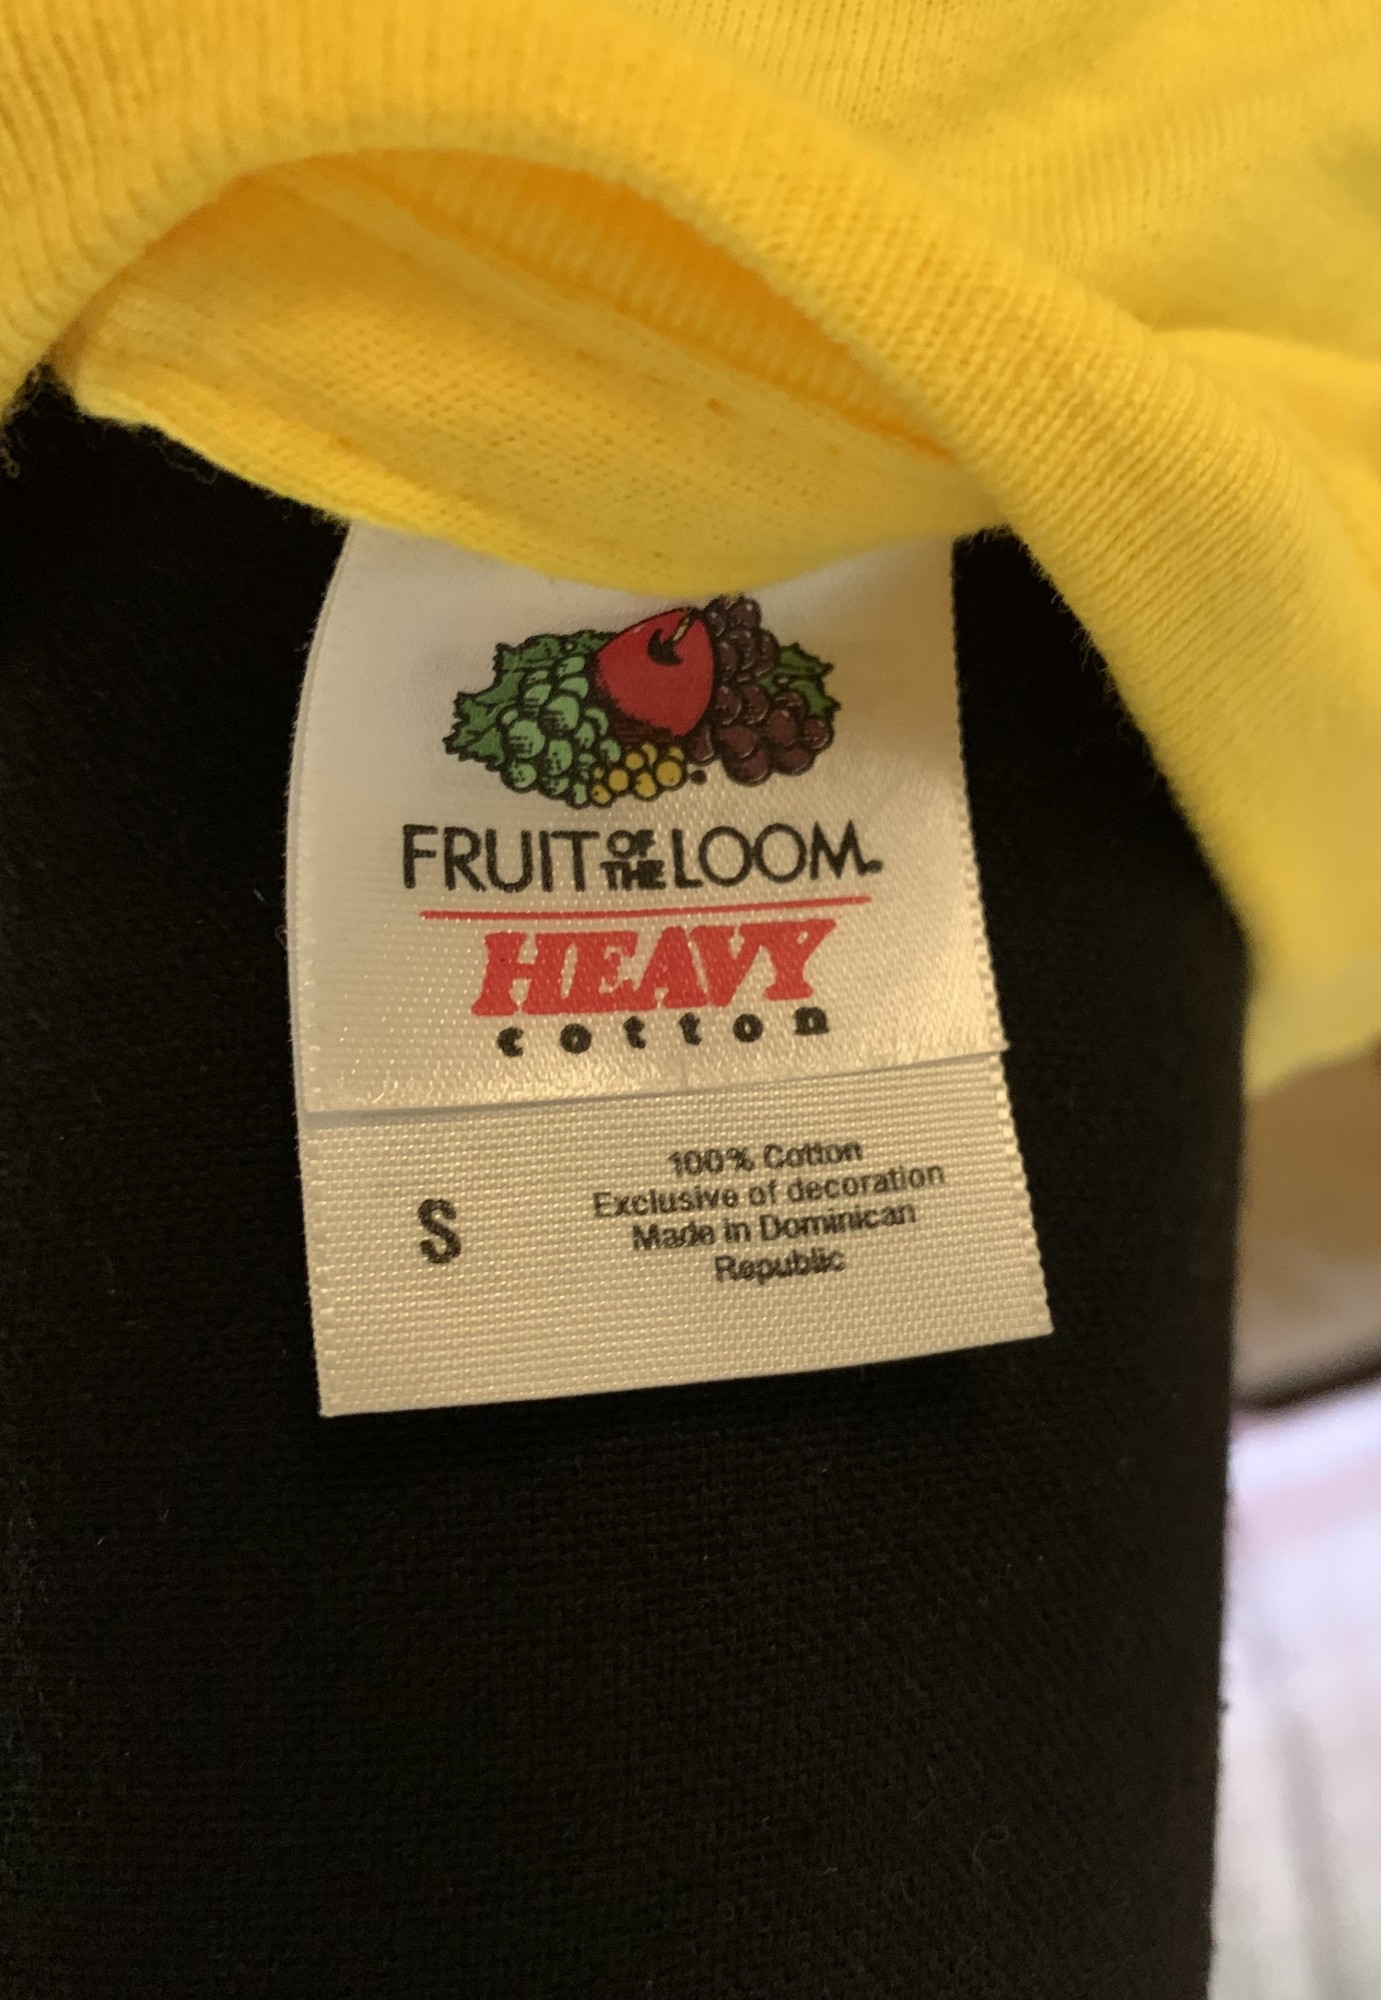 FRUIT OF THE LOOM.
HEAVY
cotton
S
100% Cotton
Exclusive of decoration
Made in Dominican
Republic